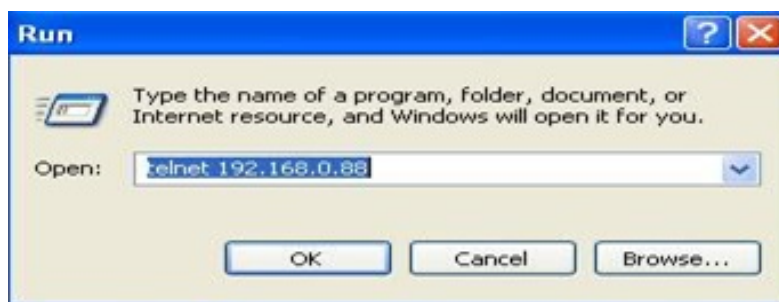 Run
Type the name of a program, folder, document, or
Internet resource, and Windows will open it for you.
Open: telnet 192.168.0.88
OK Cancel Browse...